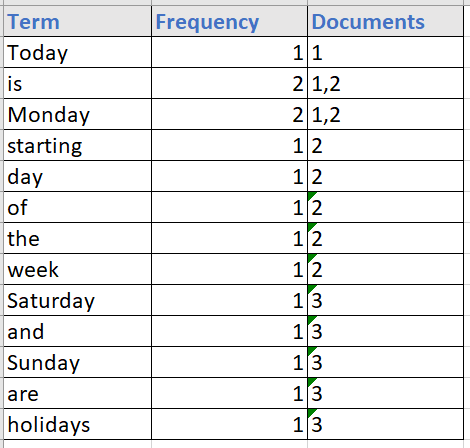 Term Frequency Documents
Today 1 1
is 2 1,2
Monday 2 1,2
starting 1 2
day 1 2
of 1 2
the 1 2
week 1 2
Saturday 1 3
and 1 3
Sunday 1 3
are 1 3
holidays 1 3